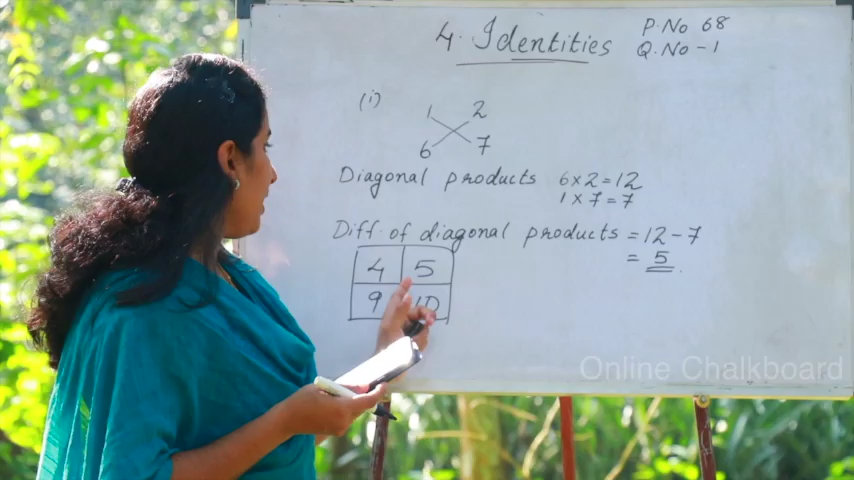 4. Identities P. No 68
Q. No - 1
(i) 1 2
6 7
Diagonal products 6 x 2 = 12
1 x 7 = 7
Diff. of diagonal products = 12 - 7
= 5
4 5
9 10
Online Chalkboard